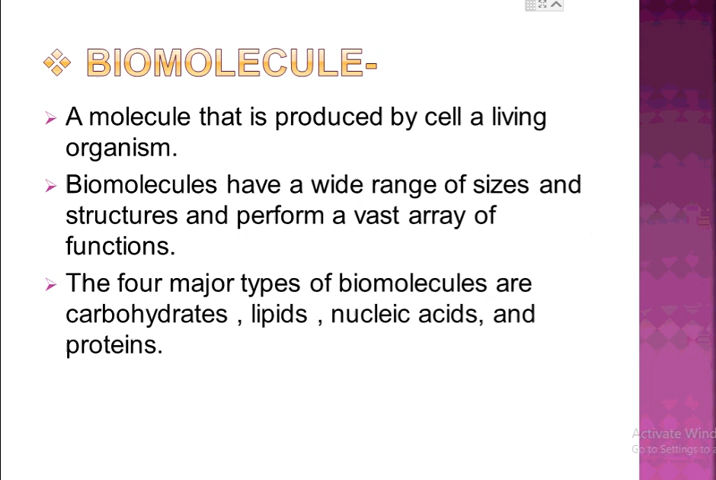 BIOMOLECULE-
A molecule that is produced by cell a living
organism.
Biomolecules have a wide range of sizes and
structures and perform a vast array of
functions.
The four major types of biomolecules are
carbohydrates , lipids , nucleic acids, and
proteins.
Activate Wind
Go to Settings to a